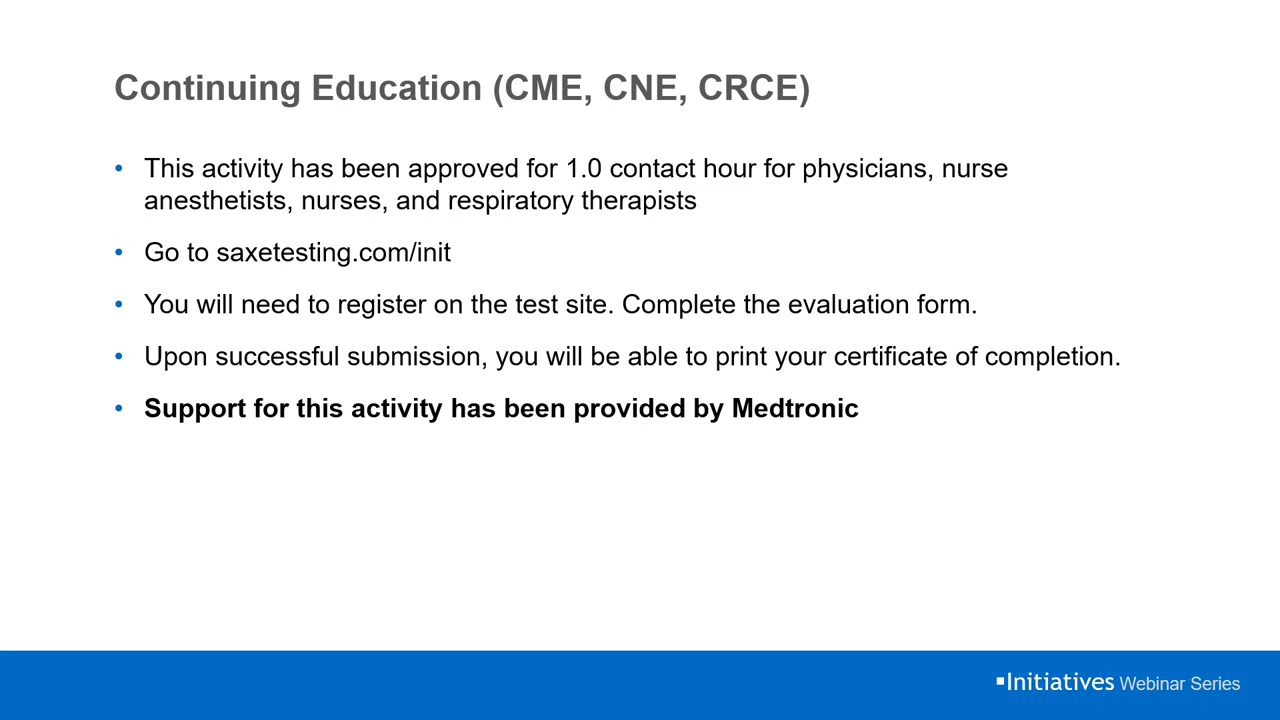 Continuing Education (CME, CNE, CRCE)
• This activity has been approved for 1.0 contact hour for physicians, nurse
anesthetists, nurses, and respiratory therapists
• Go to saxetesting.com/init
• You will need to register on the test site. Complete the evaluation form.
• Upon successful submission, you will be able to print your certificate of completion.
• Support for this activity has been provided by Medtronic
Initiatives Webinar Series